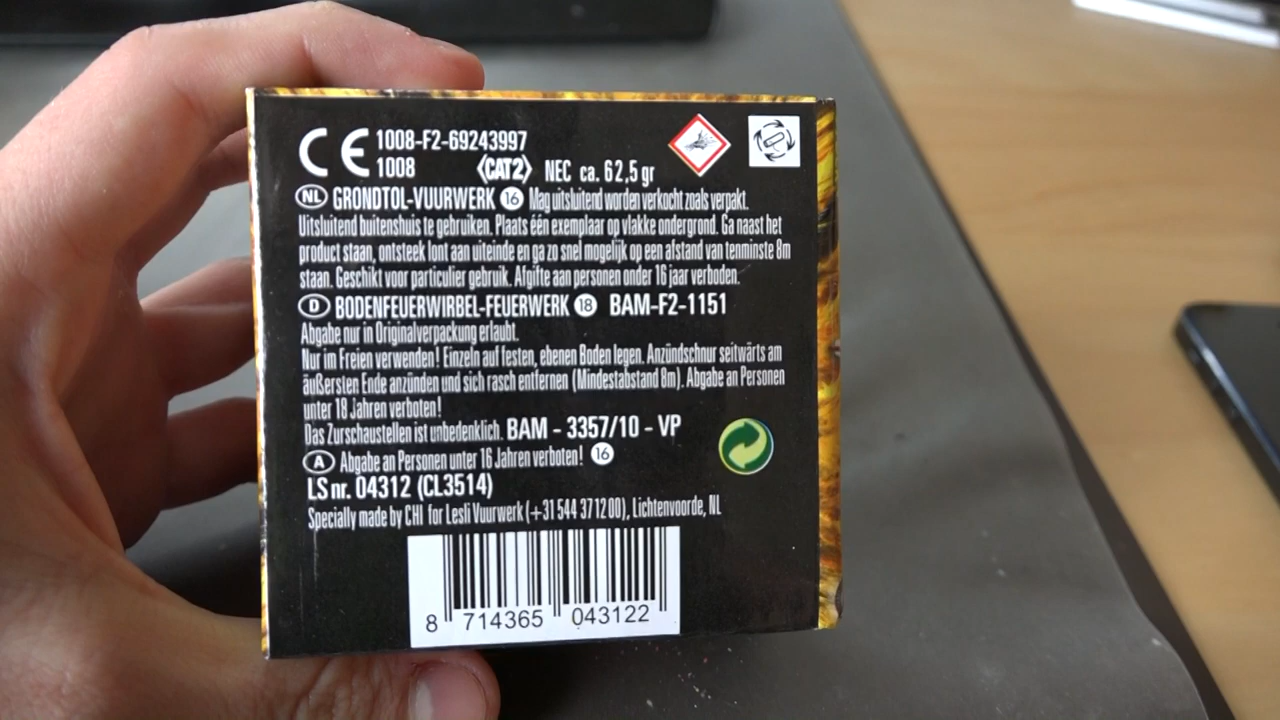 CE 1008-F2-69243997
1008 CAT2 NEC ca. 62,5 gr
NL GRONDTOL-VUURWERK 16 Mag uitsluitend worden verkocht zoals verpakt.
Uitsluitend buitenshuis te gebruiken. Plaats één exemplaar op vlakke ondergrond. Ga naast het
product staan, ontsteek lont aan uiteinde en ga zo snel mogelijk op een afstand van tenminste 8m
staan. Geschikt voor particulier gebruik. Afgifte aan personen onder 16 jaar verboden.
D BODENFEUERWIRBEL-FEUERWERK 18 BAM-F2-1151
Abgabe nur in Originalverpackung erlaubt.
Nur im Freien verwenden! Einzeln auf festen, ebenen Boden legen. Anzündschnur seitwärts am
äußersten Ende anzünden und sich rasch entfernen (Mindestabstand 8m). Abgabe an Personen
unter 18 Jahren verboten!
Das Zurschaustellen ist unbedenklich. BAM - 3357/10 - VP
A Abgabe an Personen unter 16 Jahren verboten! 16
LS nr. 04312 (CL3514)
Specially made by CHI for Lesli Vuurwerk (+31 544 371200), Lichtenvoorde, NL
8 714365 043122